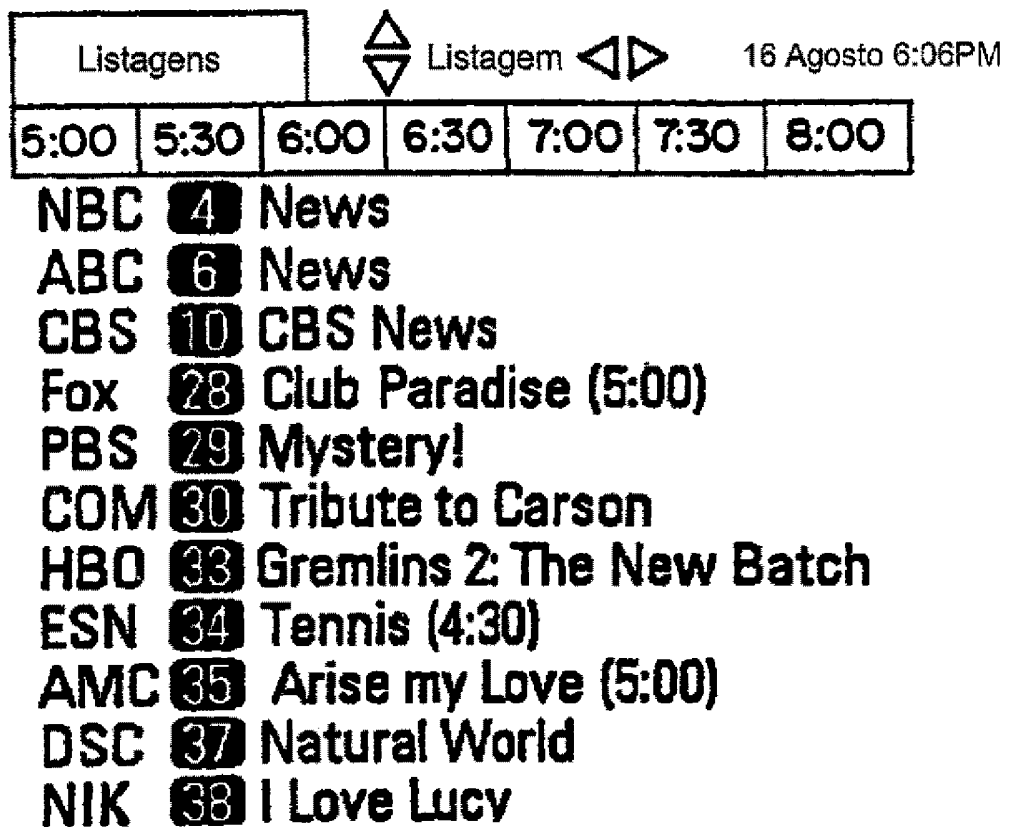 Listagens Listagem 16 Agosto 6:06PM
5:00 5:30 6:00 6:30 7:00 7:30 8:00
NBC 4 News
ABC 6 News
CBS 10 CBS News
Fox 28 Club Paradise (5:00)
PBS 29 Mystery!
COM 30 Tribute to Carson
HBO 33 Gremlins 2: The New Batch
ESN 34 Tennis (4:30)
AMC 35 Arise my Love (5:00)
DSC 37 Natural World
NIK 38 I Love Lucy